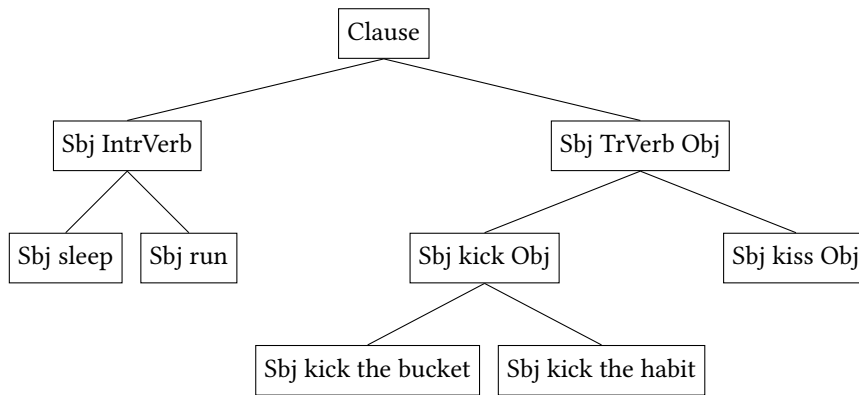 Clause
Sbj IntrVerb
Sbj TrVerb Obj
Sbj sleep
Sbj run
Sbj kick Obj
Sbj kiss Obj
Sbj kick the bucket
Sbj kick the habit